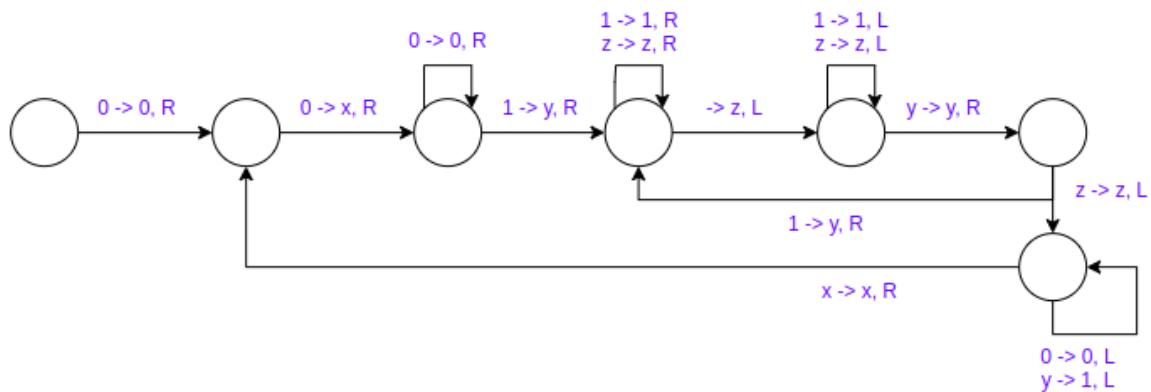 1 -> 1, R
z -> z, R
1 -> 1, L
z -> z, L
0 -> 0, R
0 -> 0, R
0 -> x, R
1 -> y, R
-> z, L
y -> y, R
z -> z, L
1 -> y, R
x -> x, R
0 -> 0, L
y -> 1, L